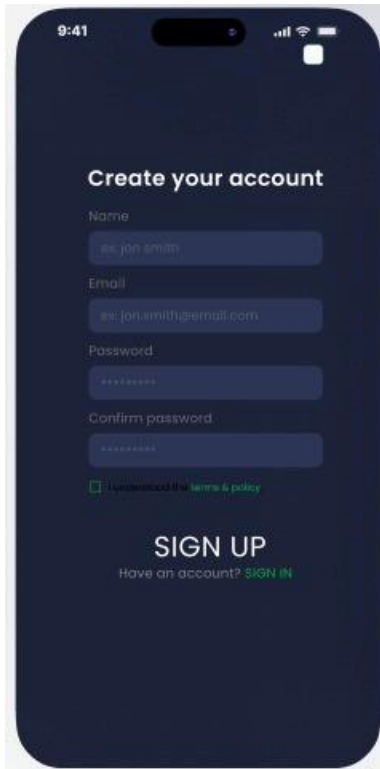 9:41
Create your account
Name
ex: jon smith
Email
ex: jon.smith@email.com
Password
*********
Confirm password
*********
I understood the terms & policy
SIGN UP
Have an account? SIGN IN